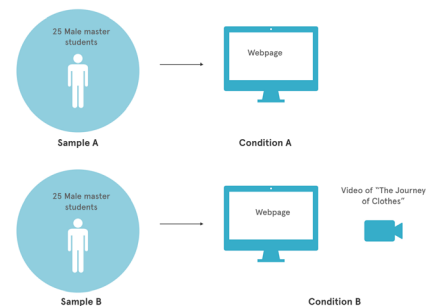 25 Male master
students
Webpage
Sample A
Condition A
25 Male master
students
Webpage
Video of "The Journey
of Clothes"
Sample B
Condition B